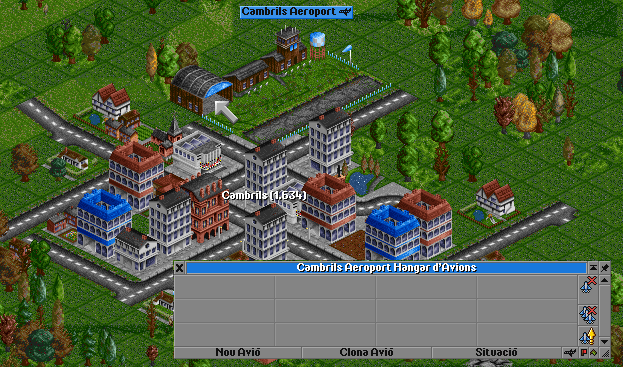 Cambrils Aeroport
Cambrils (1,634)
Cambrils Aeroport Hangar d'Avions
Nou Avió
Clona Avió
Situació